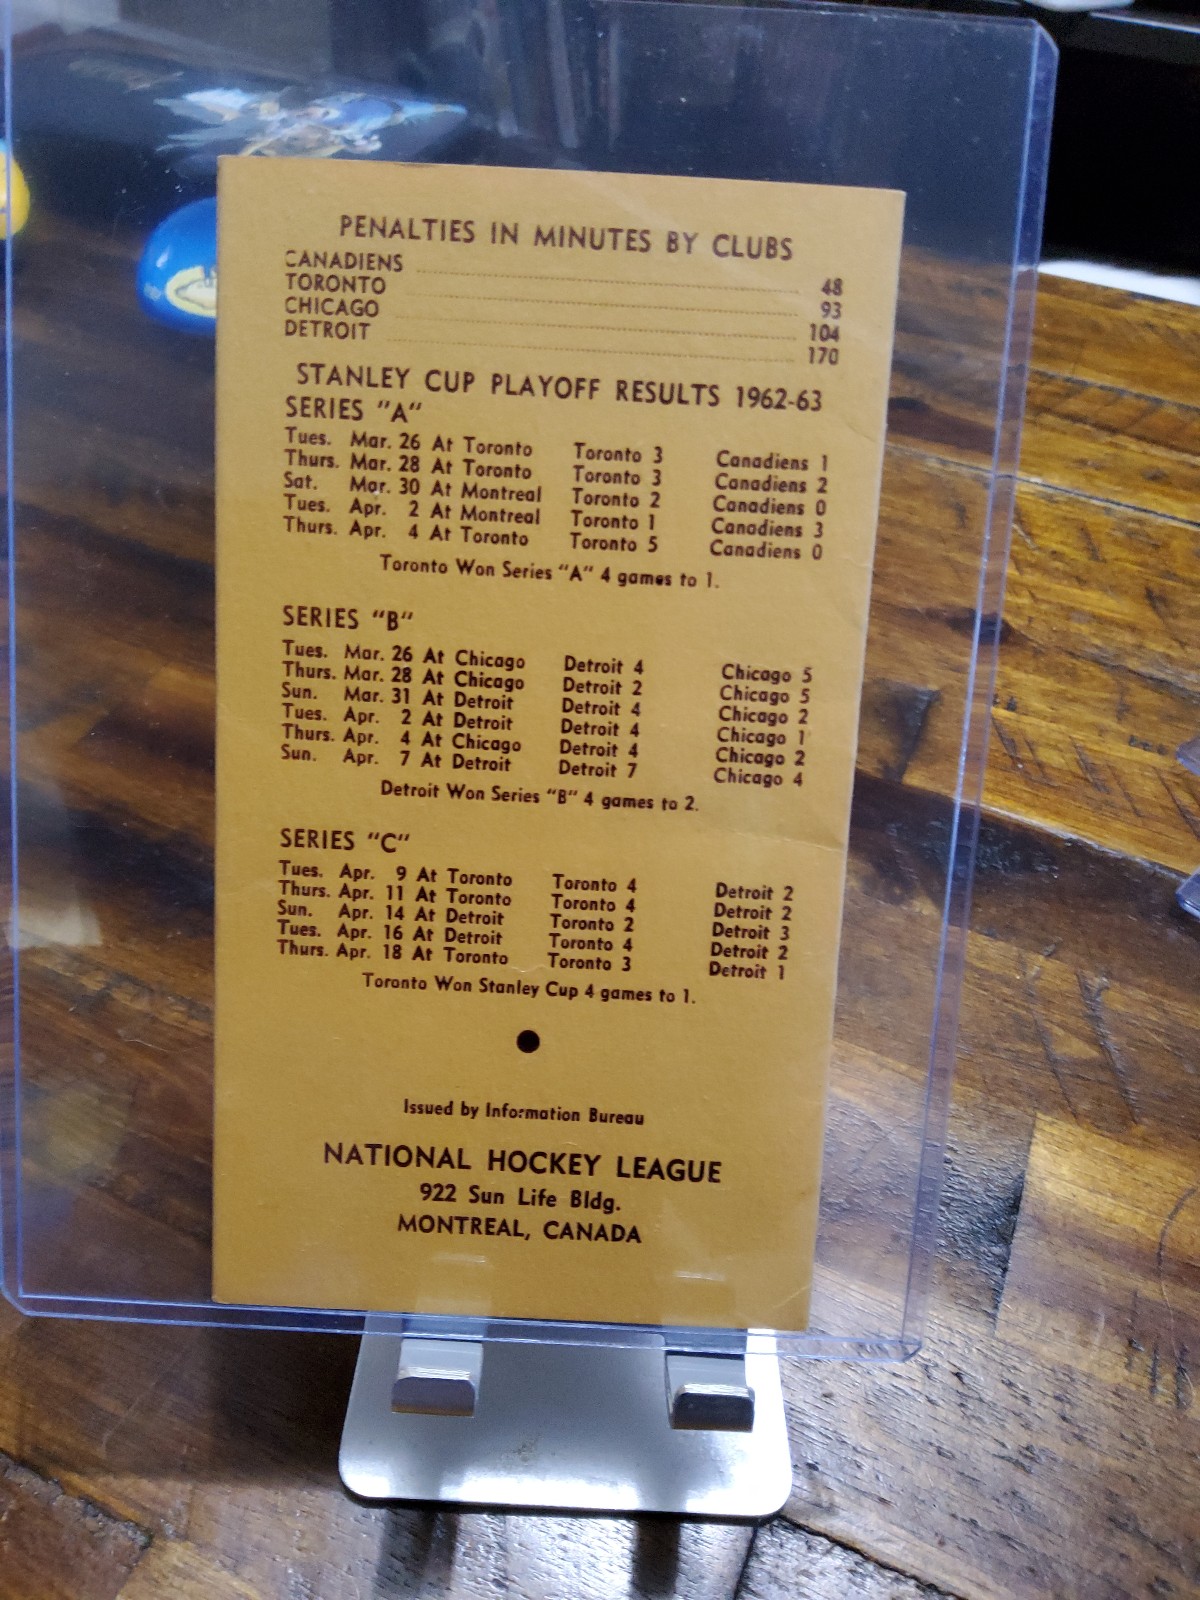 PENALTIES IN MINUTES BY CLUBS
CANADIENS 48
TORONTO 93
CHICAGO 104
DETROIT 170
STANLEY CUP PLAYOFF RESULTS 1962-63
SERIES "A"
Tues. Mar. 26 At Toronto Toronto 3 Canadiens 1
Thurs. Mar. 28 At Toronto Toronto 3 Canadiens 2
Sat. Mar. 30 At Montreal Toronto 2 Canadiens 0
Tues. Apr. 2 At Montreal Toronto 1 Canadiens 3
Thurs. Apr. 4 At Toronto Toronto 5 Canadiens 0
Toronto Won Series "A" 4 games to 1.
SERIES "B"
Tues. Mar. 26 At Chicago Detroit 4 Chicago 5
Thurs. Mar. 28 At Chicago Detroit 2 Chicago 5
Sun. Mar. 31 At Detroit Detroit 4 Chicago 2
Tues. Apr. 2 At Detroit Detroit 4 Chicago 1
Thurs. Apr. 4 At Chicago Detroit 4 Chicago 2
Sun. Apr. 7 At Detroit Detroit 7 Chicago 4
Detroit Won Series "B" 4 games to 2.
SERIES "C"
Tues. Apr. 9 At Toronto Toronto 4 Detroit 2
Thurs. Apr. 11 At Toronto Toronto 4 Detroit 2
Sun. Apr. 14 At Detroit Toronto 2 Detroit 3
Tues. Apr. 16 At Detroit Toronto 4 Detroit 2
Thurs. Apr. 18 At Toronto Toronto 3 Detroit 1
Toronto Won Stanley Cup 4 games to 1.
Issued by Information Bureau
NATIONAL HOCKEY LEAGUE
922 Sun Life Bldg.
MONTREAL, CANADA